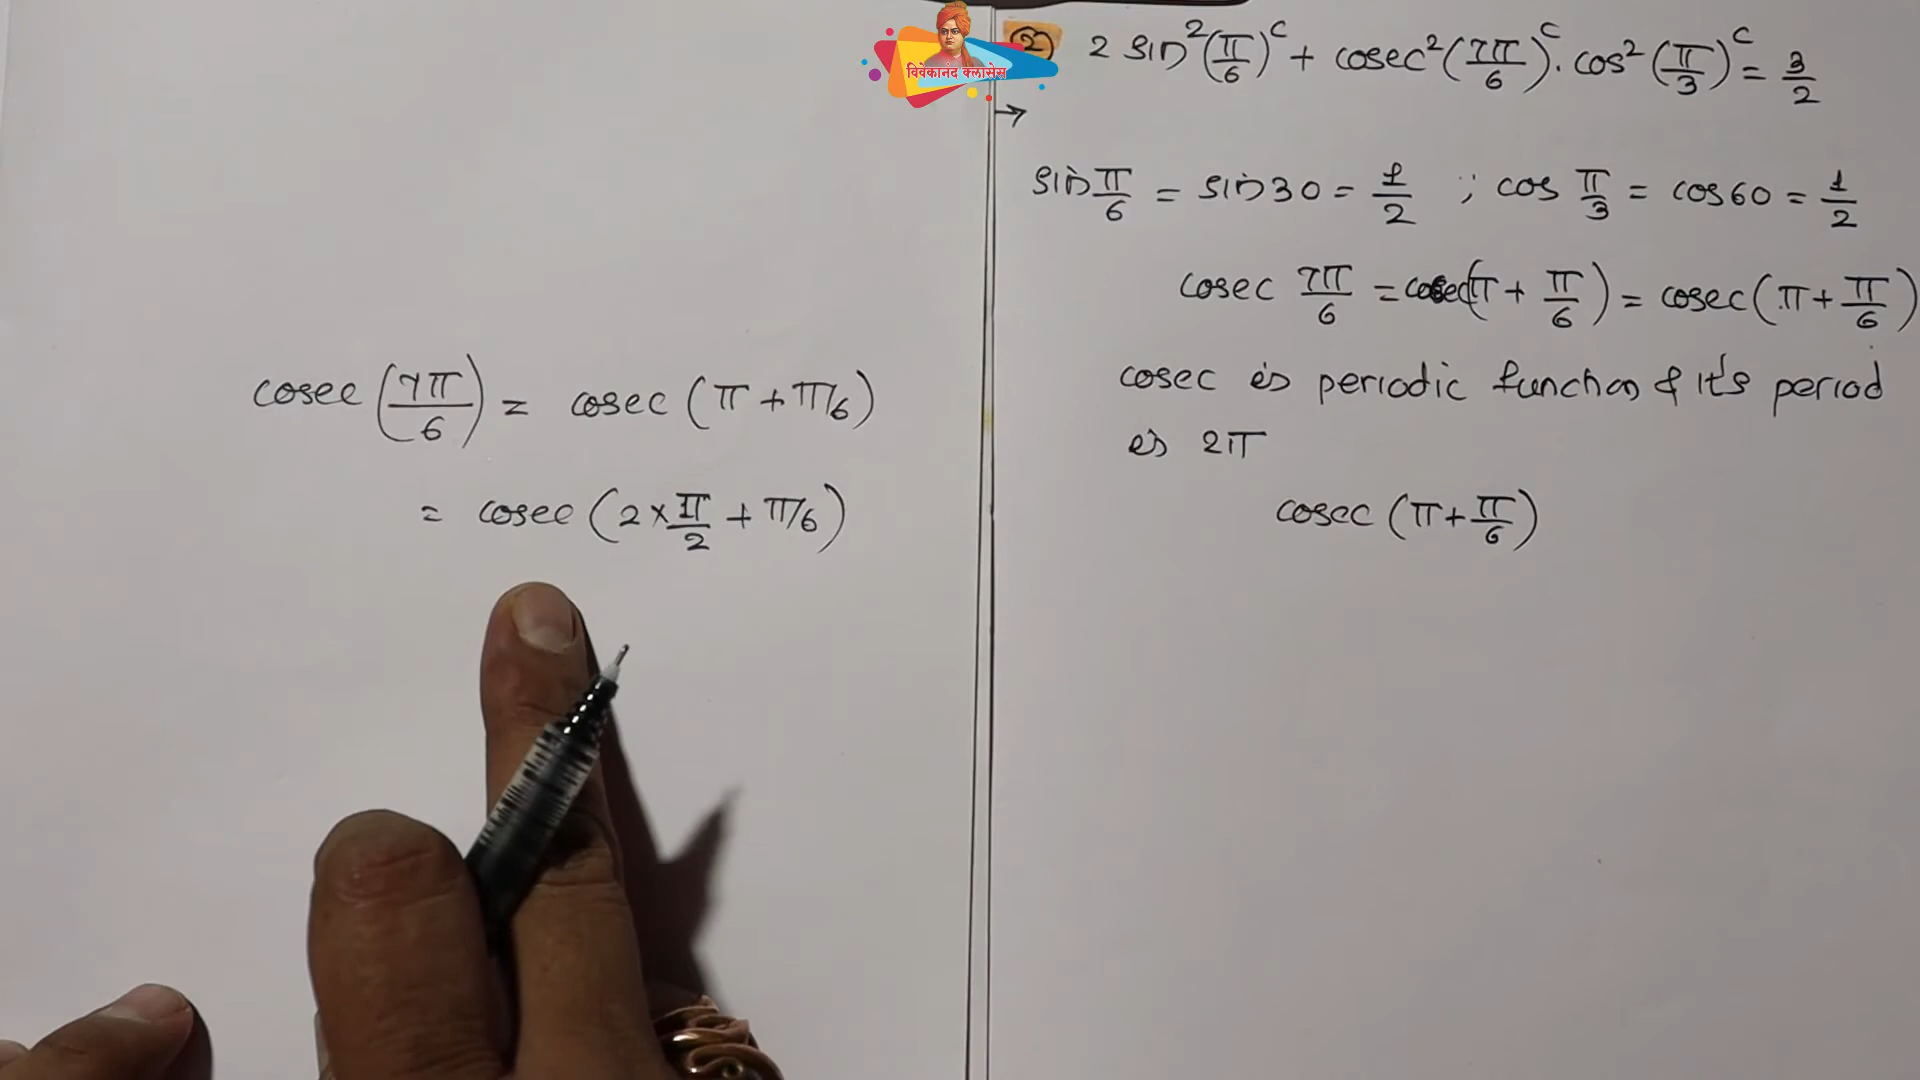 विवेकानंद क्लासेस
② 2 sin²(π/6)ᶜ + cosec²(7π/6)ᶜ . cos²(π/3)ᶜ = 3/2
→
sin π/6 = sin 30 = 1/2 ; cos π/3 = cos 60 = 1/2
cosec 7π/6 = cosec(π + π/6) = cosec(π + π/6)
cosec is periodic function & it's period
is 2π
cosec (π + π/6)
cosec (7π/6) = cosec (π + π/6)
= cosec (2 × π/2 + π/6)